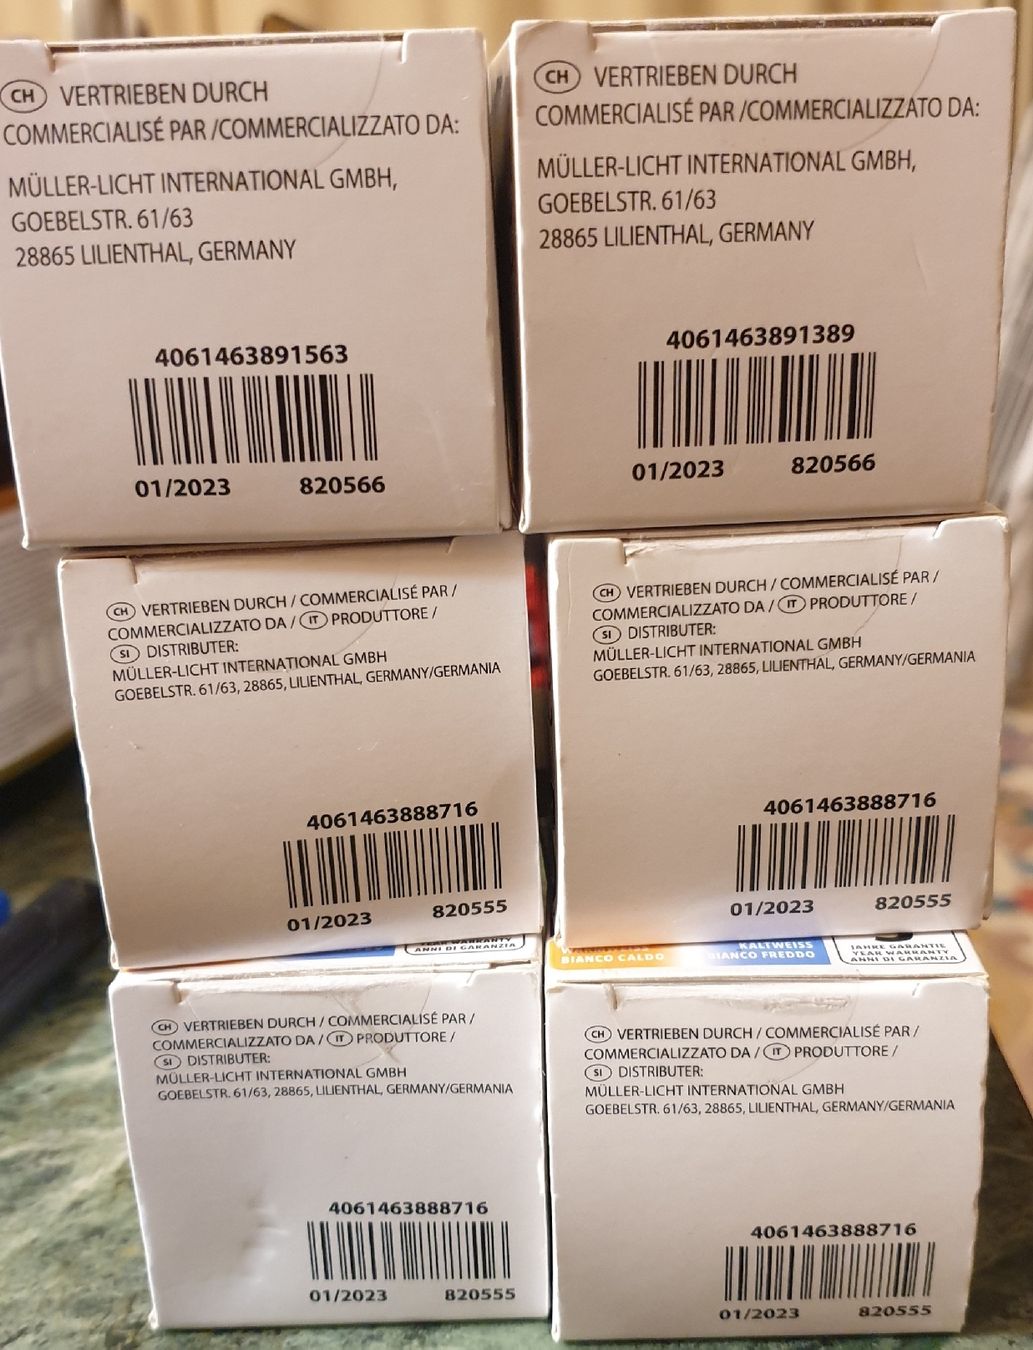 CH VERTRIEBEN DURCH
COMMERCIALISÉ PAR /COMMERCIALIZZATO DA:
MÜLLER-LICHT INTERNATIONAL GMBH,
GOEBELSTR. 61/63
28865 LILIENTHAL, GERMANY
4061463891563
01/2023 820566
CH VERTRIEBEN DURCH
COMMERCIALISÉ PAR /COMMERCIALIZZATO DA:
MÜLLER-LICHT INTERNATIONAL GMBH,
GOEBELSTR. 61/63
28865 LILIENTHAL, GERMANY
4061463891389
01/2023 820566
CH VERTRIEBEN DURCH / COMMERCIALISÉ PAR /
COMMERCIALIZZATO DA / IT PRODUTTORE /
SI DISTRIBUTER:
MÜLLER-LICHT INTERNATIONAL GMBH
GOEBELSTR. 61/63, 28865, LILIENTHAL, GERMANY/GERMANIA
4061463888716
01/2023 820555
CH VERTRIEBEN DURCH / COMMERCIALISÉ PAR /
COMMERCIALIZZATO DA / IT PRODUTTORE /
SI DISTRIBUTER:
MÜLLER-LICHT INTERNATIONAL GMBH
GOEBELSTR. 61/63, 28865, LILIENTHAL, GERMANY/GERMANIA
4061463888716
01/2023 820555
YEAR WARRANTY
ANNI DI GARANZIA
BIANCO CALDO
KALTWEISS
BIANCO FREDDO
JAHRE GARANTIE
YEAR WARRANTY
ANNI DI GARANZIA
CH VERTRIEBEN DURCH / COMMERCIALISÉ PAR /
COMMERCIALIZZATO DA / IT PRODUTTORE /
SI DISTRIBUTER:
MÜLLER-LICHT INTERNATIONAL GMBH
GOEBELSTR. 61/63, 28865, LILIENTHAL, GERMANY/GERMANIA
4061463888716
01/2023 820555
CH VERTRIEBEN DURCH / COMMERCIALISÉ PAR /
COMMERCIALIZZATO DA / IT PRODUTTORE /
SI DISTRIBUTER:
MÜLLER-LICHT INTERNATIONAL GMBH
GOEBELSTR. 61/63, 28865, LILIENTHAL, GERMANY/GERMANIA
4061463888716
01/2023 820555